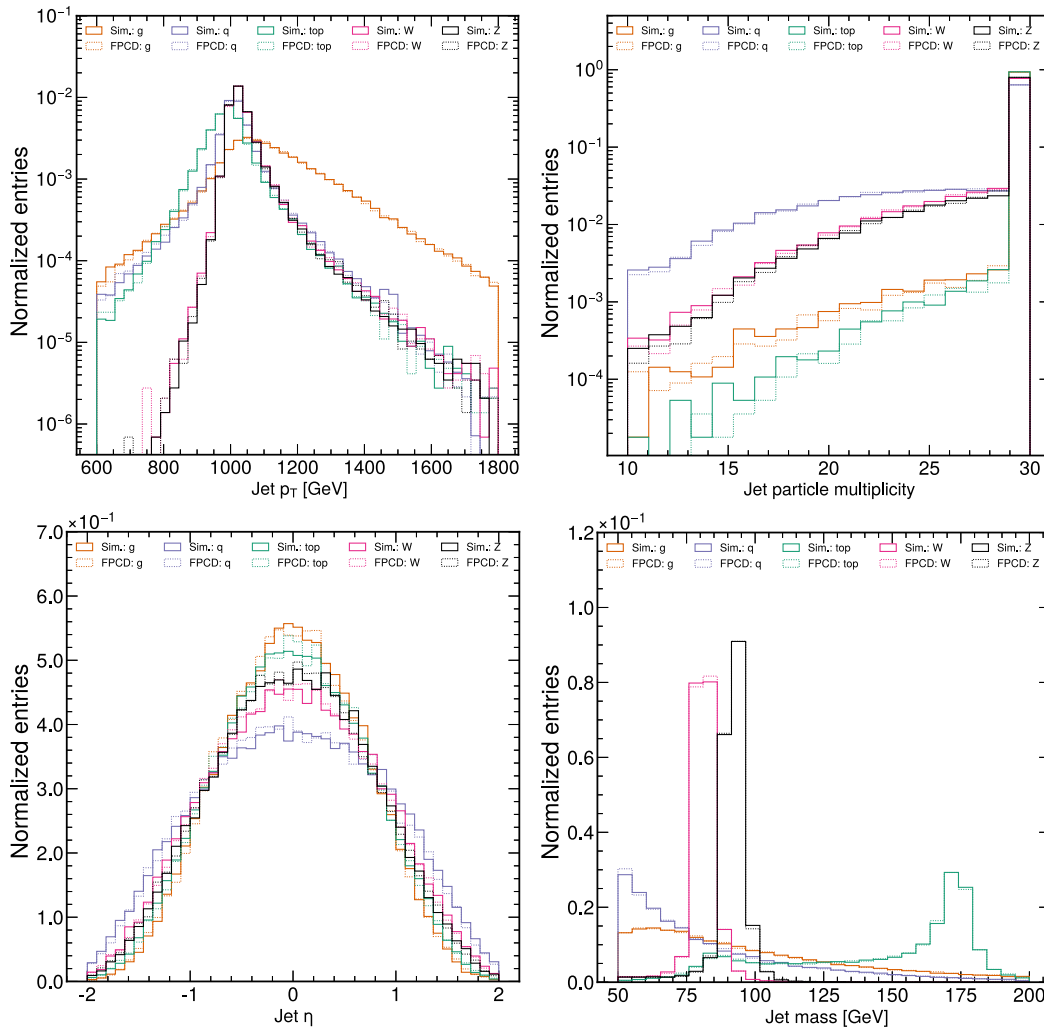 Sim.: g Sim.: q Sim.: top Sim.: W Sim.: Z
FPCD: g FPCD: q FPCD: top FPCD: W FPCD: Z
10⁻¹
10⁻²
10⁻³
10⁻⁴
10⁻⁵
10⁻⁶
Normalized entries
600 800 1000 1200 1400 1600 1800
Jet p_T [GeV]
Sim.: g Sim.: q Sim.: top Sim.: W Sim.: Z
FPCD: g FPCD: q FPCD: top FPCD: W FPCD: Z
10⁰
10⁻¹
10⁻²
10⁻³
10⁻⁴
Normalized entries
10 15 20 25 30
Jet particle multiplicity
×10⁻¹
Sim.: g Sim.: q Sim.: top Sim.: W Sim.: Z
FPCD: g FPCD: q FPCD: top FPCD: W FPCD: Z
7.0
6.0
5.0
4.0
3.0
2.0
1.0
0.0
Normalized entries
-2 -1 0 1 2
Jet η
×10⁻¹
Sim.: g Sim.: q Sim.: top Sim.: W Sim.: Z
FPCD: g FPCD: q FPCD: top FPCD: W FPCD: Z
1.2
1.0
0.8
0.6
0.4
0.2
0.0
Normalized entries
50 75 100 125 150 175 200
Jet mass [GeV]